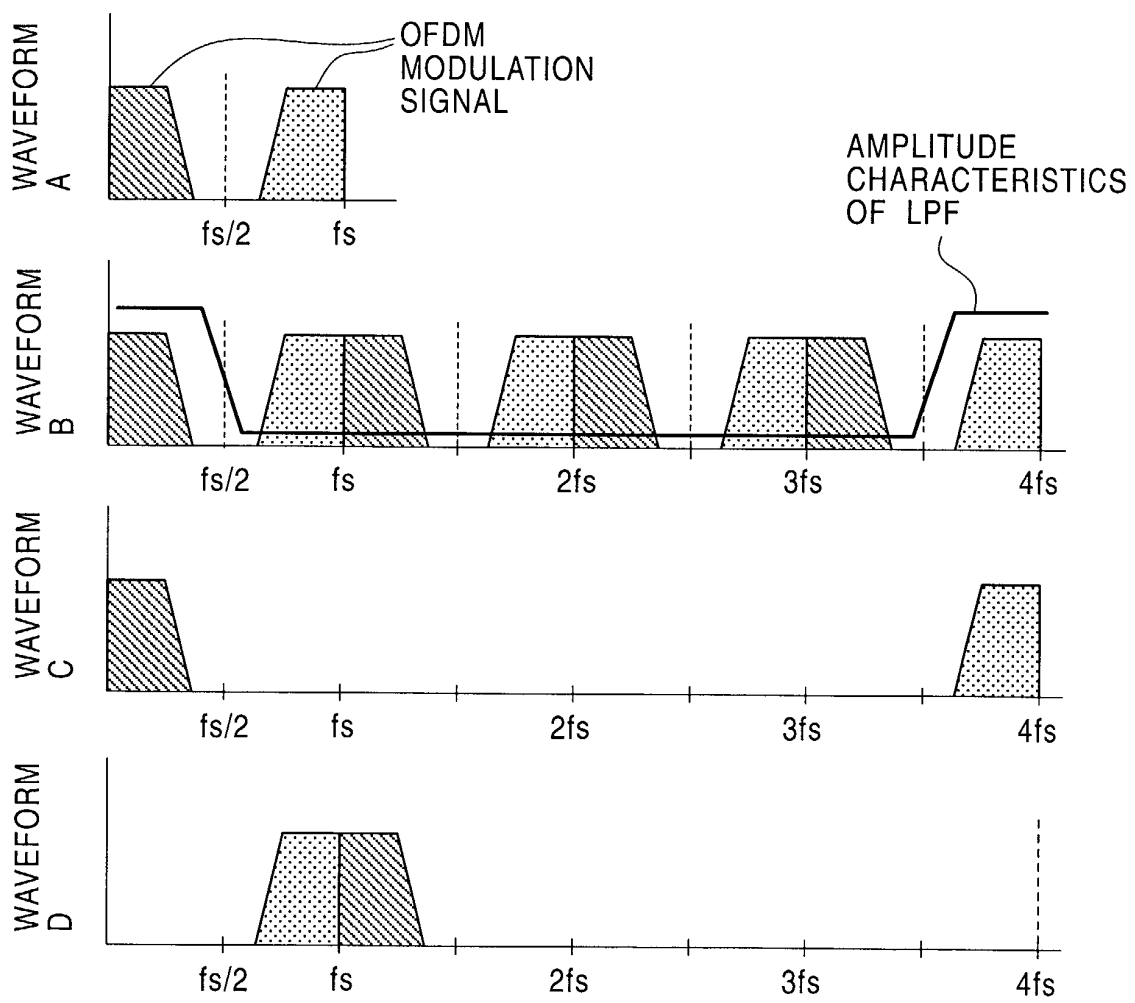 WAVEFORM
A
OFDM
MODULATION
SIGNAL
fs/2 fs
AMPLITUDE
CHARACTERISTICS
OF LPF
WAVEFORM
B
fs/2 fs 2fs 3fs 4fs
WAVEFORM
C
fs/2 fs 2fs 3fs 4fs
WAVEFORM
D
fs/2 fs 2fs 3fs 4fs